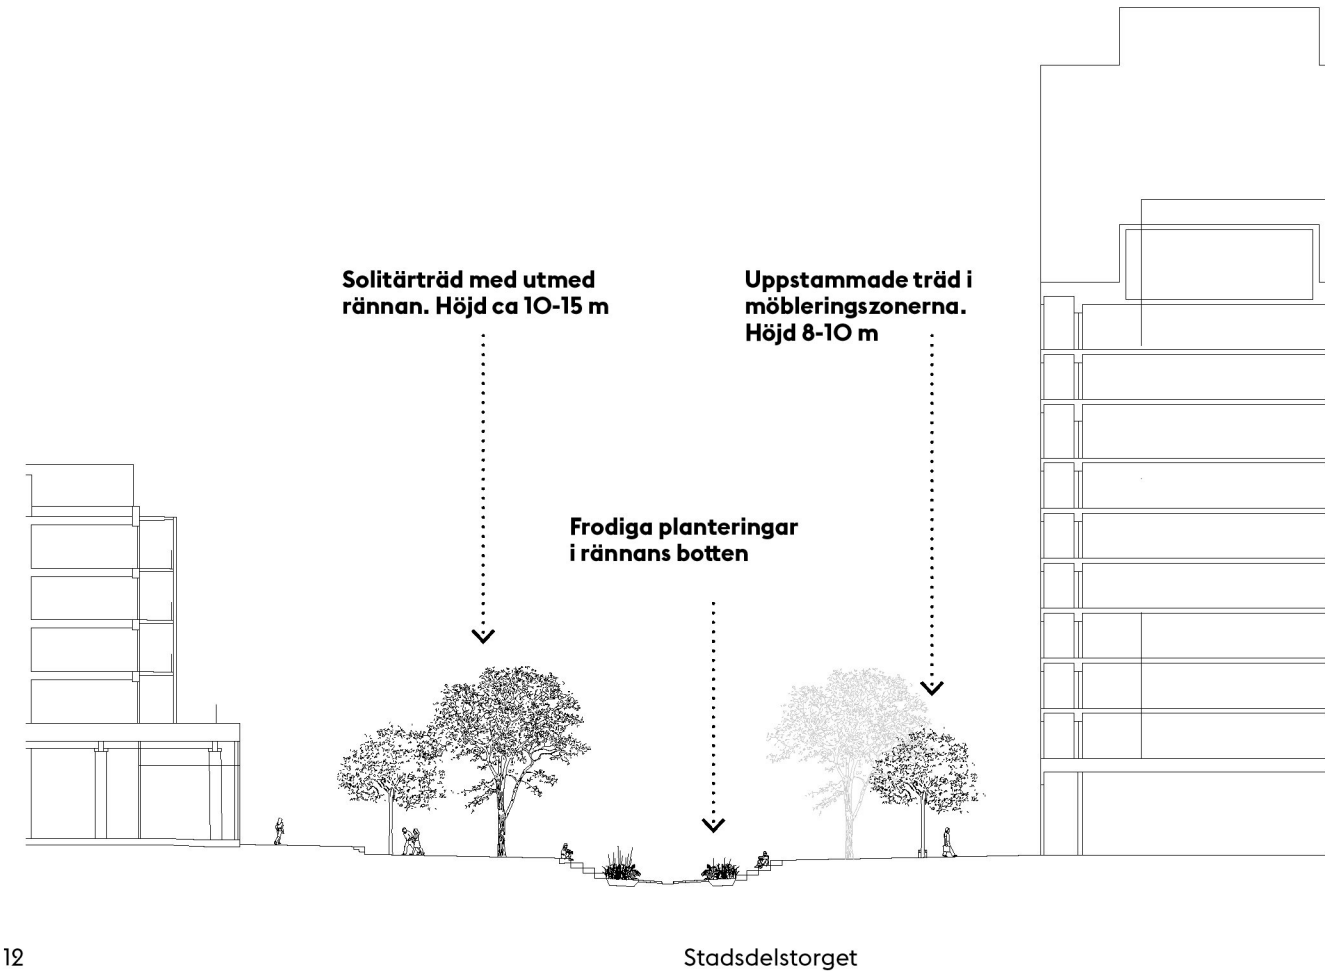 Solitärträd med utmed
rännan. Höjd ca 10-15 m
Uppstammade träd i
möbleringszonerna.
Höjd 8-10 m
Frodiga planteringar
i rännans botten
12
Stadsdelstorget